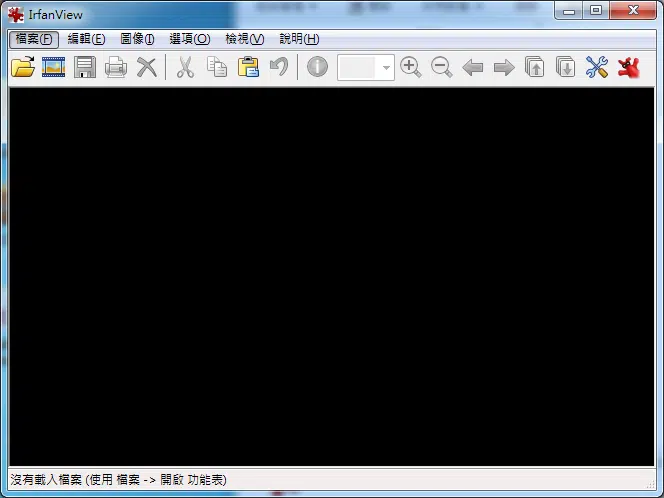 IrfanView
檔案(F) 編輯(E) 圖像(I) 選項(O) 檢視(V) 說明(H)
沒有載入檔案 (使用 檔案 -> 開啟 功能表)